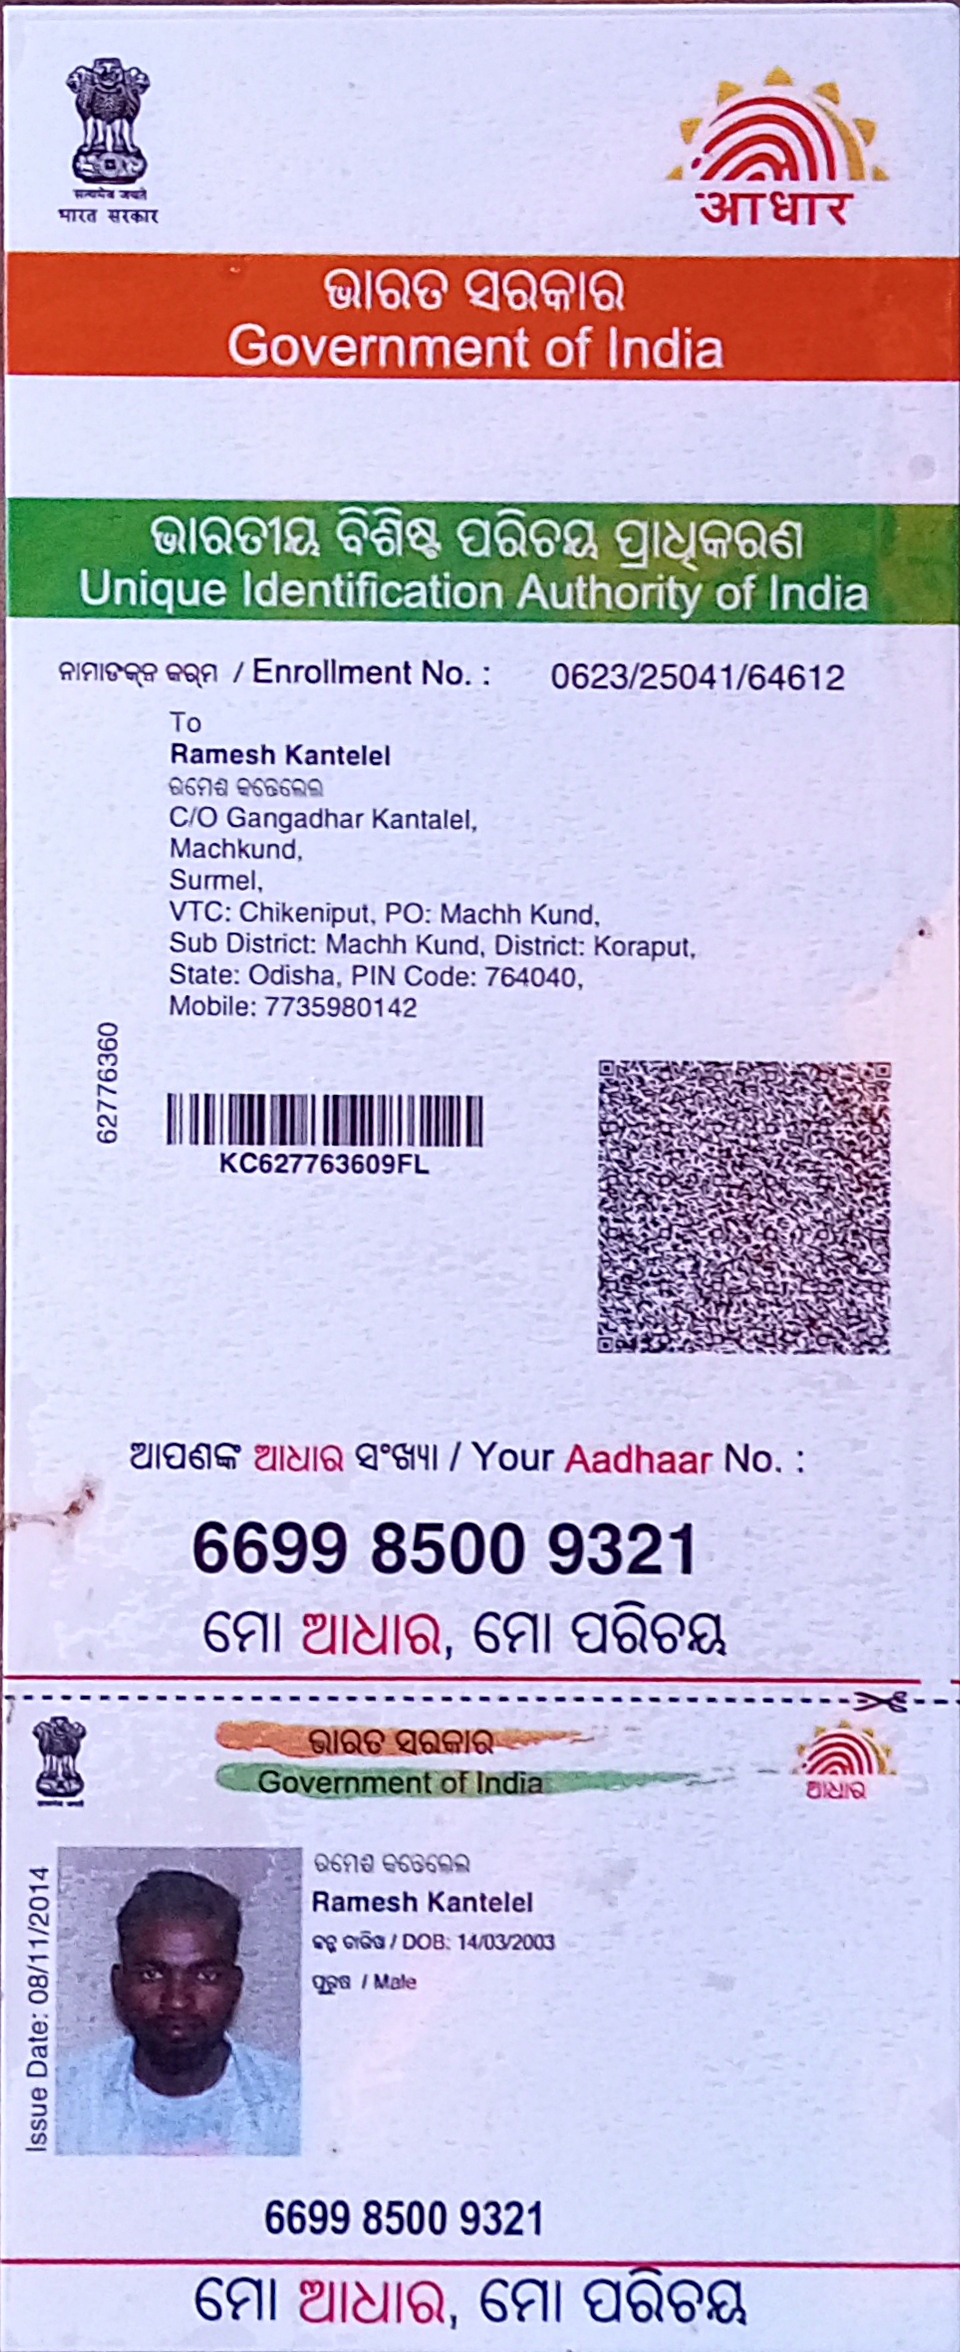 सत्यमेव जयते
भारत सरकार
आधार
ଭାରତ ସରକାର
Government of India
ଭାରତୀୟ ବିଶିଷ୍ଟ ପରିଚୟ ପ୍ରାଧିକରଣ
Unique Identification Authority of India
ନାମାଙ୍କନ କ୍ରମ / Enrollment No. : 0623/25041/64612
To
Ramesh Kantelel
ରମେଶ କନ୍ତେଲେଲ
C/O Gangadhar Kantalel,
Machkund,
Surmel,
VTC: Chikeniput, PO: Machh Kund,
Sub District: Machh Kund, District: Koraput,
State: Odisha, PIN Code: 764040,
Mobile: 7735980142
62776360
KC627763609FL
ଆପଣଙ୍କ ଆଧାର ସଂଖ୍ୟା / Your Aadhaar No. :
6699 8500 9321
ମୋ ଆଧାର, ମୋ ପରିଚୟ
ଭାରତ ସରକାର
Government of India
ଆଧାର
Issue Date: 08/11/2014
ରମେଶ କନ୍ତେଲେଲ
Ramesh Kantelel
ଜନ୍ମ ତାରିଖ / DOB: 14/03/2003
ପୁରୁଷ / Male
6699 8500 9321
ମୋ ଆଧାର, ମୋ ପରିଚୟ